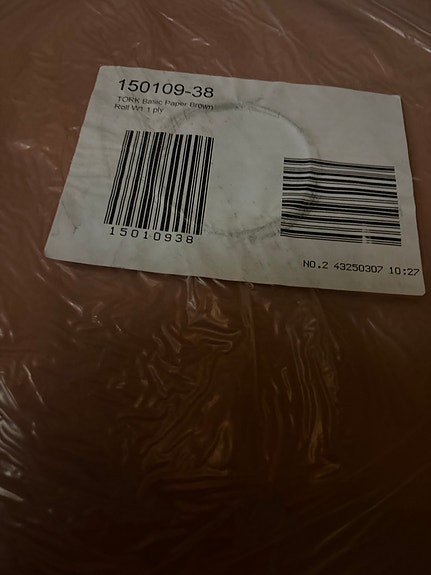 150109-38
TORK Basic Paper Brown
Roll W1 1 ply
15010938
NO.2 43250307 10:27